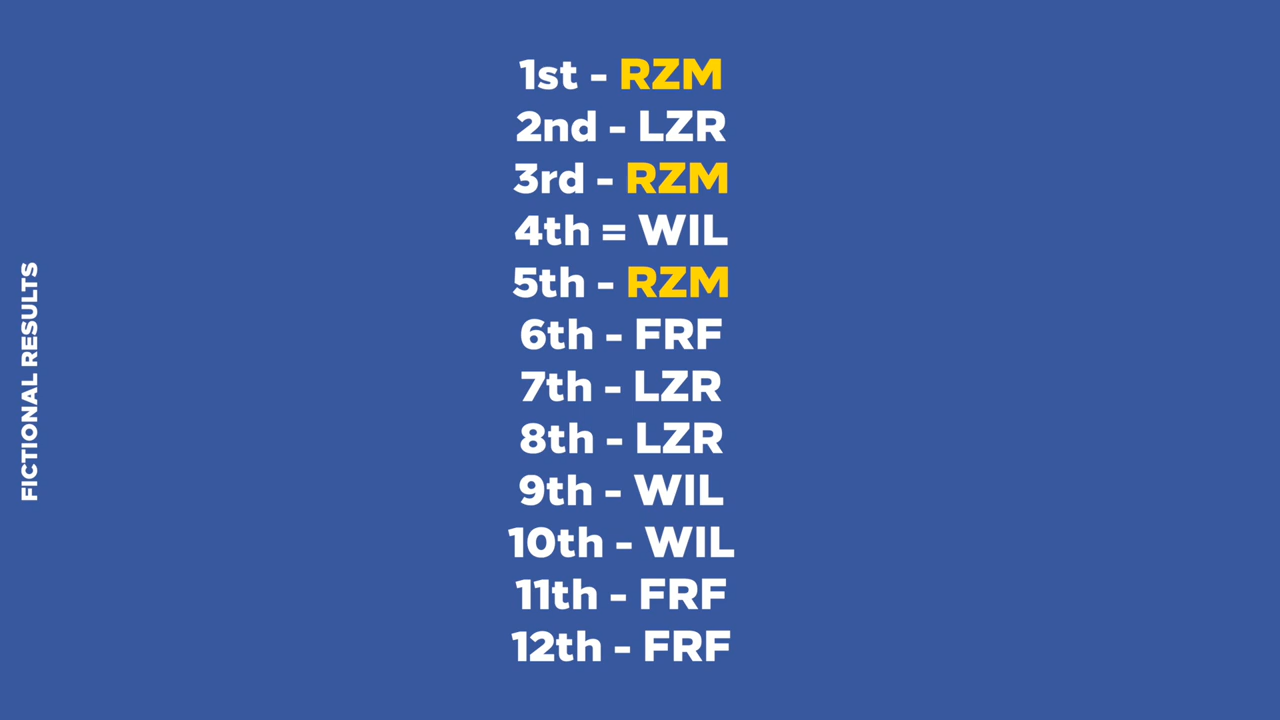 1st - RZM
2nd - LZR
3rd - RZM
4th = WIL
5th - RZM
6th - FRF
7th - LZR
8th - LZR
9th - WIL
10th - WIL
11th - FRF
12th - FRF
FICTIONAL RESULTS